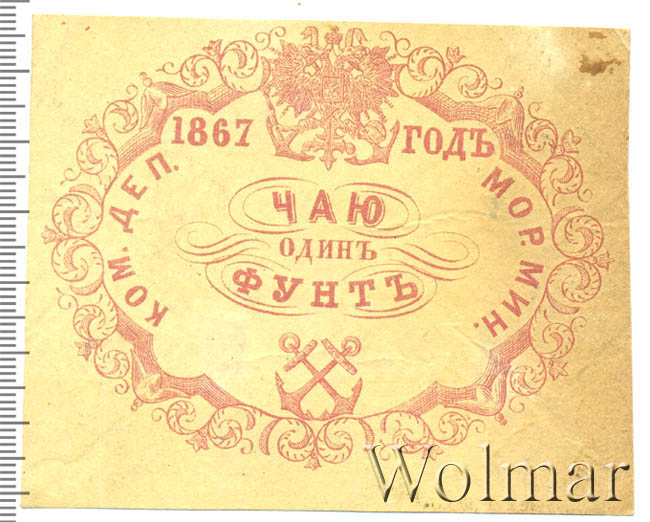 1867 ГОДЪ
КОМ. ДЕП. МОР. МИН.
ЧАЮ
ОДИНЪ
ФУНТЪ
Wolmar